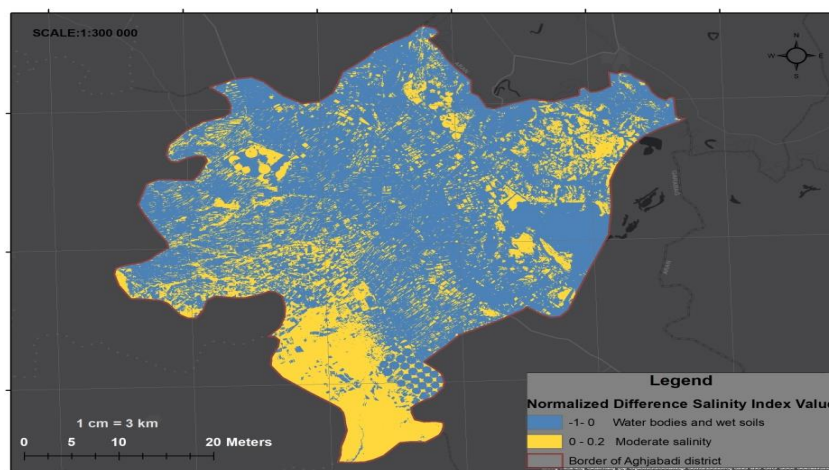 SCALE:1:300 000
N
W E
S
1 cm = 3 km
0 5 10 20 Meters
Legend
Normalized Difference Salinity Index Value
-1- 0 Water bodies and wet soils
0 - 0.2 Moderate salinity
Border of Aghjabadi district